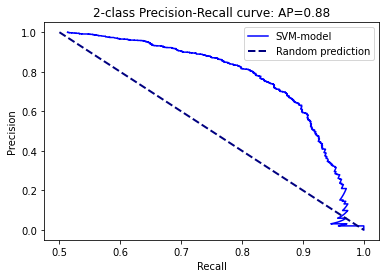 2-class Precision-Recall curve: AP=0.88
SVM-model
Random prediction
Precision
1.0
0.8
0.6
0.4
0.2
0.0
0.5 0.6 0.7 0.8 0.9 1.0
Recall